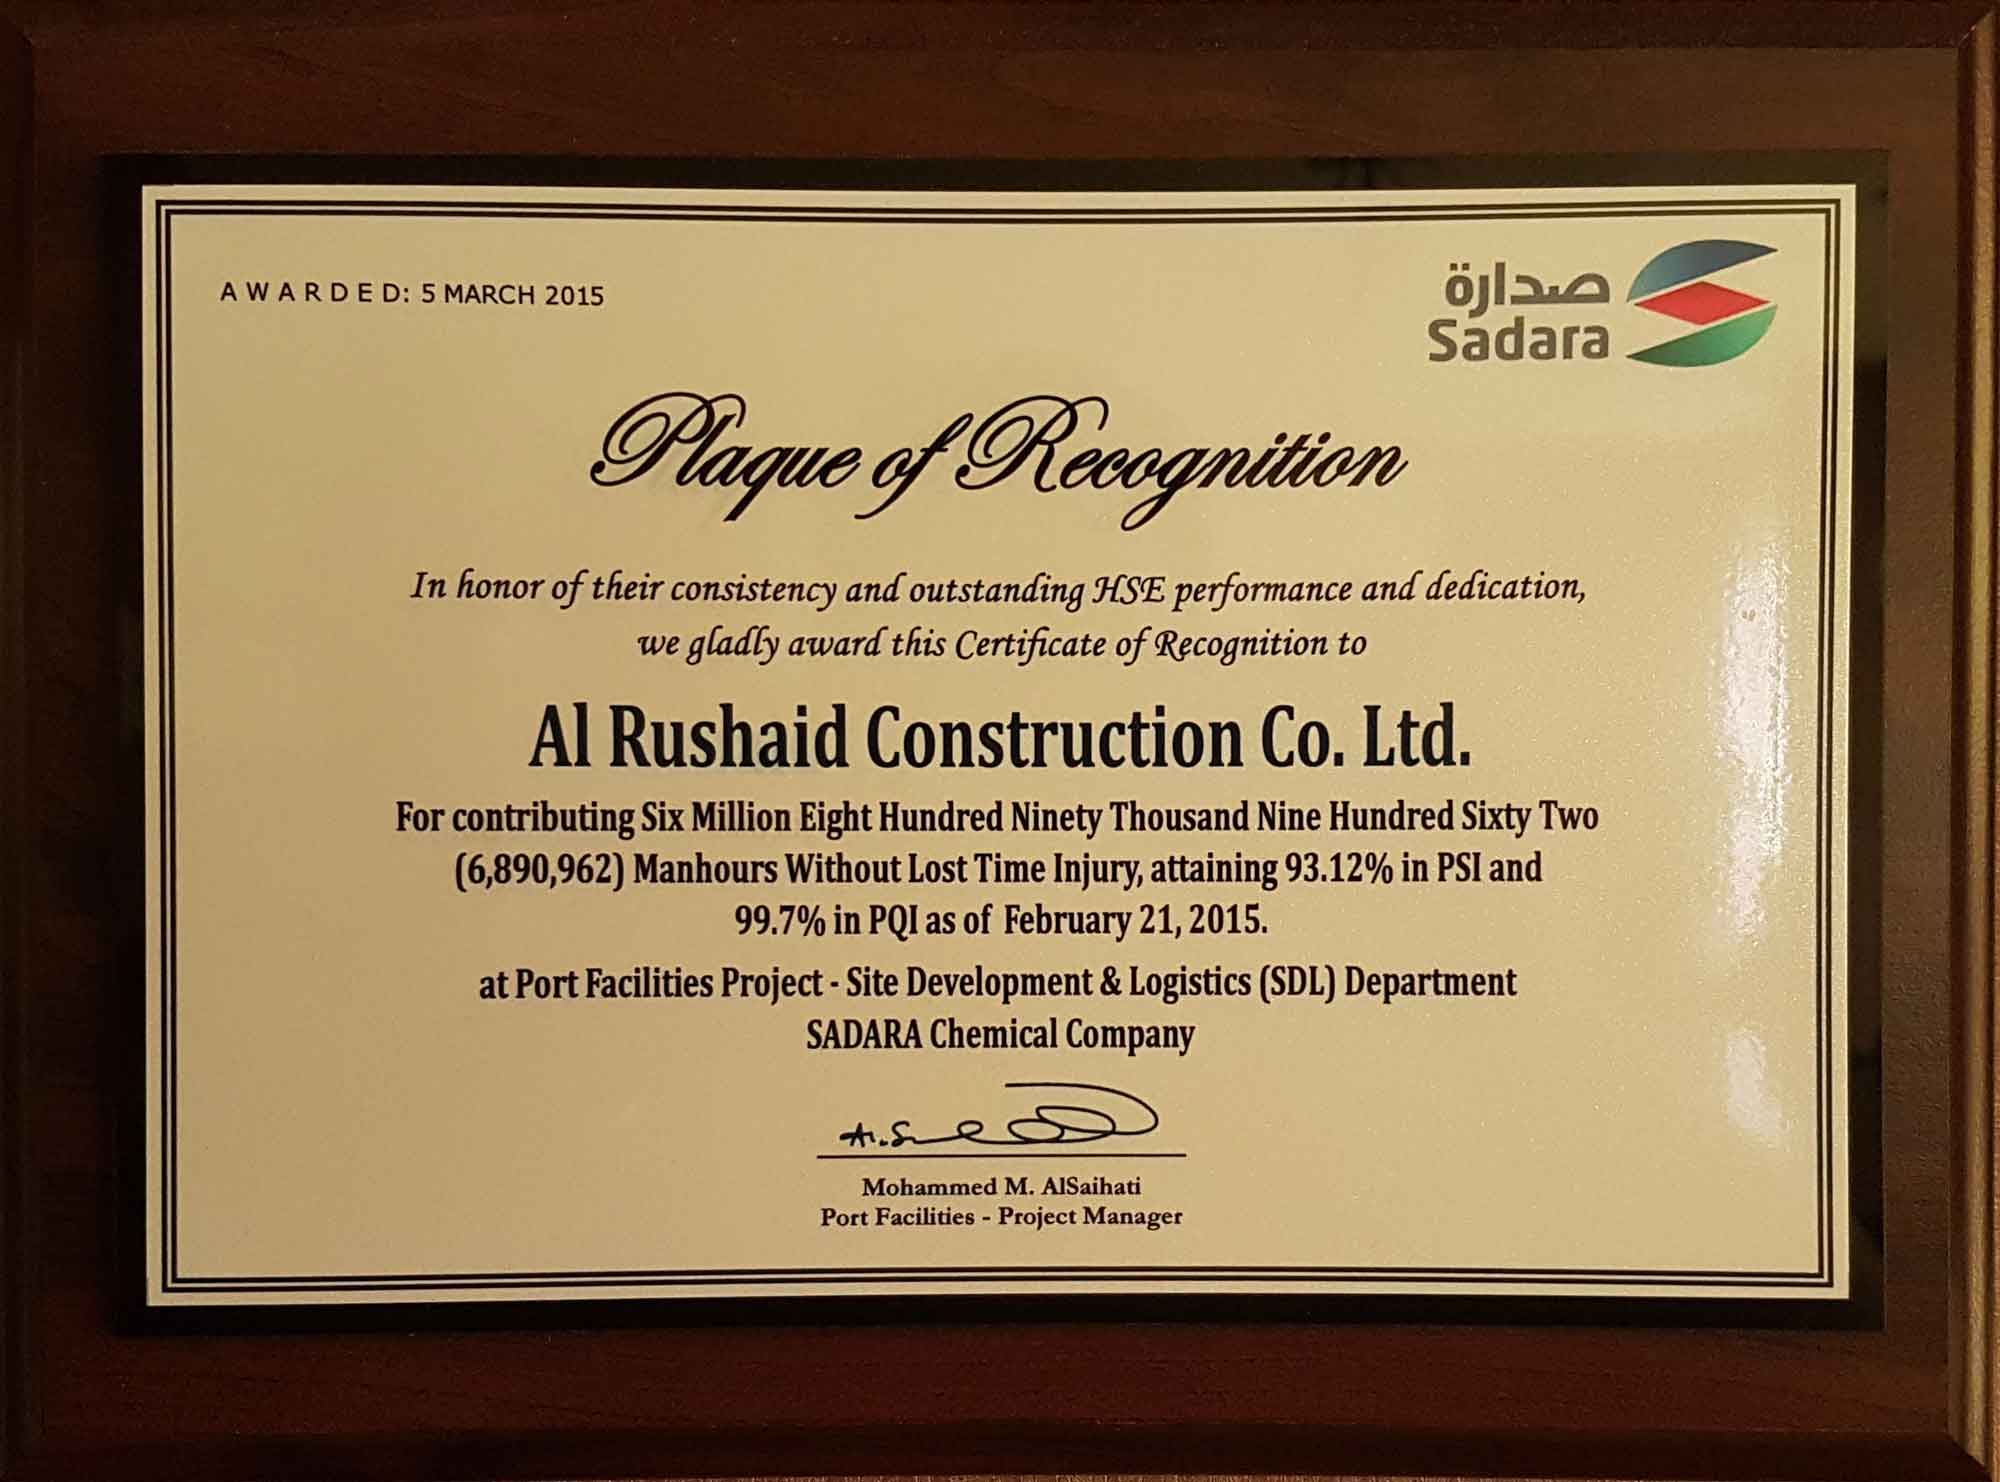 AWARDED: 5 MARCH 2015
صدارة
Sadara
Plaque of Recognition
In honor of their consistency and outstanding HSE performance and dedication,
we gladly award this Certificate of Recognition to
Al Rushaid Construction Co. Ltd.
For contributing Six Million Eight Hundred Ninety Thousand Nine Hundred Sixty Two
(6,890,962) Manhours Without Lost Time Injury, attaining 93.12% in PSI and
99.7% in PQI as of February 21, 2015.
at Port Facilities Project - Site Development & Logistics (SDL) Department
SADARA Chemical Company
Mohammed M. AlSaihati
Port Facilities - Project Manager